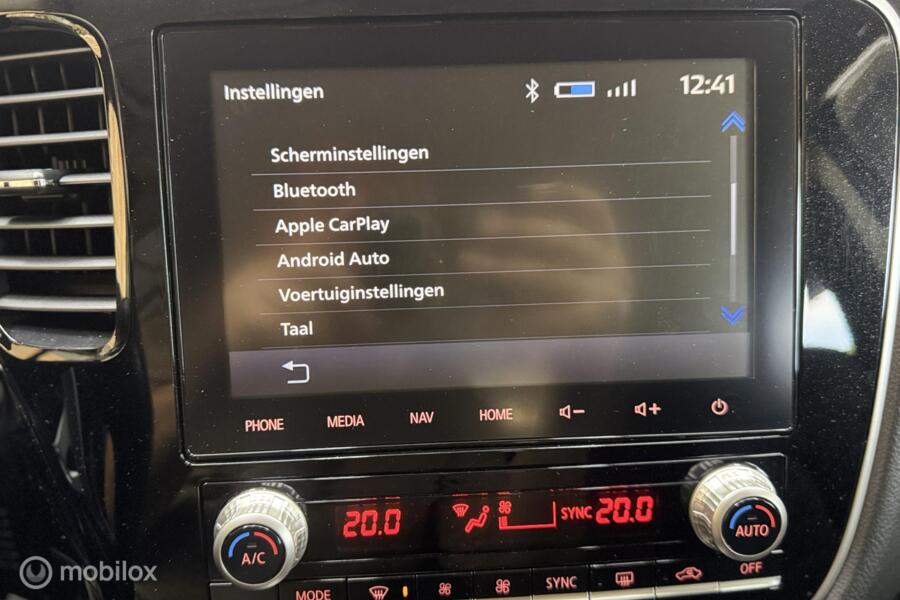 Instellingen 12:41
Scherminstellingen
Bluetooth
Apple CarPlay
Android Auto
Voertuiginstellingen
Taal
PHONE MEDIA NAV HOME
A/C 20.0 SYNC 20.0 AUTO
MODE SYNC OFF
mobilox